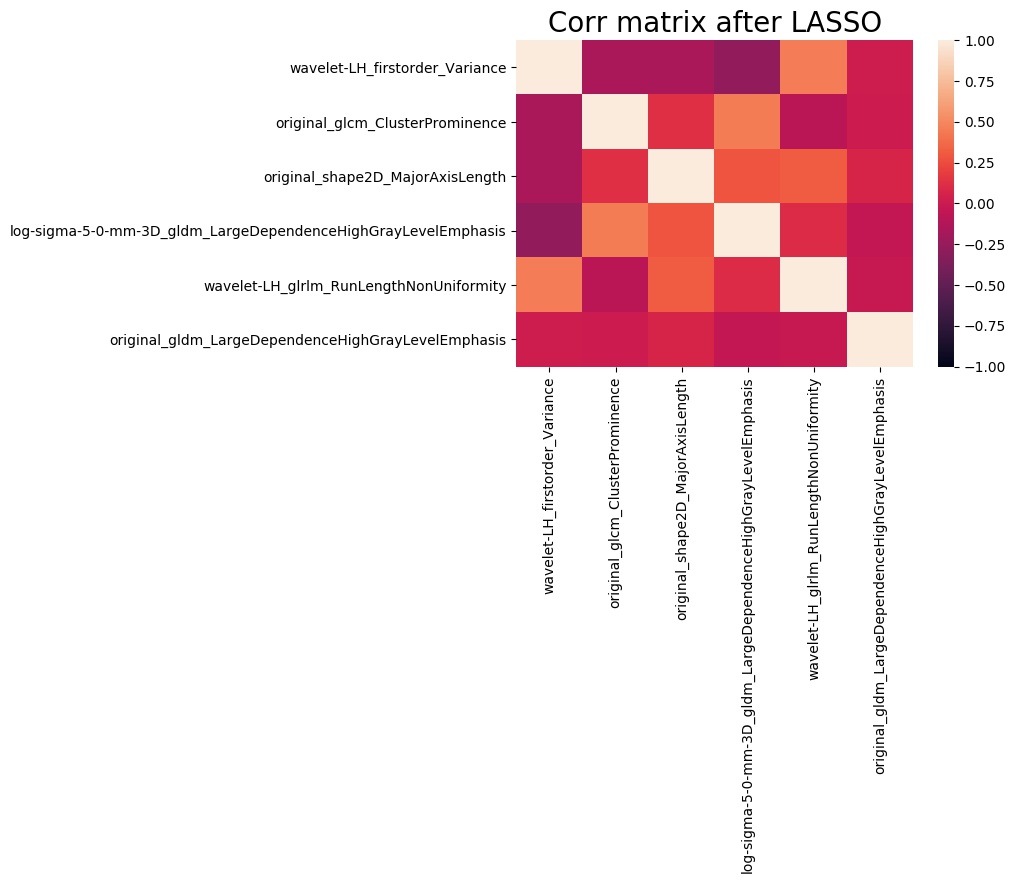 Corr matrix after LASSO
wavelet-LH_firstorder_Variance
original_glcm_ClusterProminence
original_shape2D_MajorAxisLength
log-sigma-5-0-mm-3D_gldm_LargeDependenceHighGrayLevelEmphasis
wavelet-LH_glrlm_RunLengthNonUniformity
original_gldm_LargeDependenceHighGrayLevelEmphasis
1.00
0.75
0.50
0.25
0.00
−0.25
−0.50
−0.75
−1.00
wavelet-LH_firstorder_Variance
original_glcm_ClusterProminence
original_shape2D_MajorAxisLength
log-sigma-5-0-mm-3D_gldm_LargeDependenceHighGrayLevelEmphasis
wavelet-LH_glrlm_RunLengthNonUniformity
original_gldm_LargeDependenceHighGrayLevelEmphasis